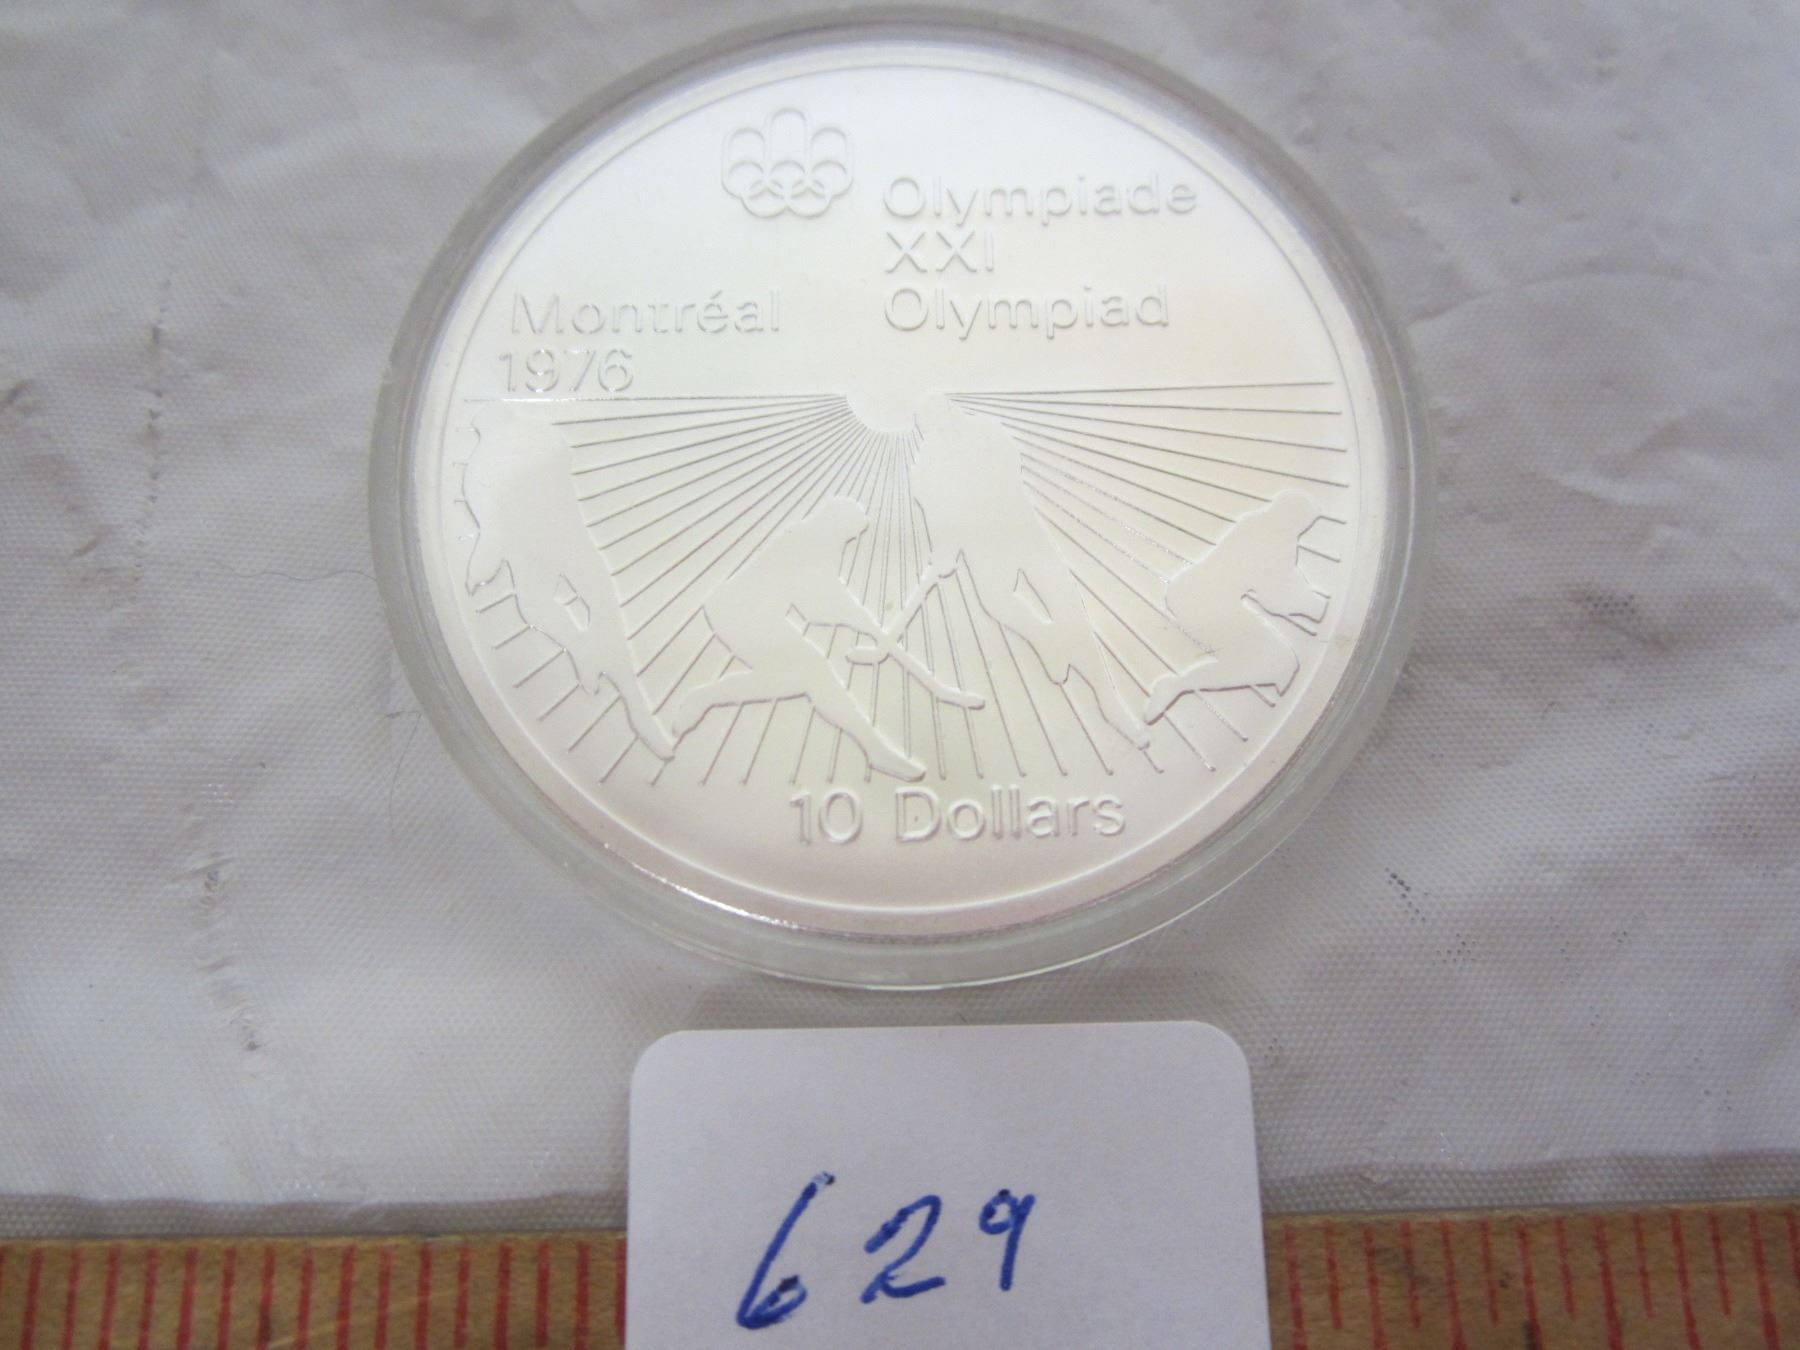 Olympiade
XXI
Olympiad
Montréal
1976
10 Dollars
629